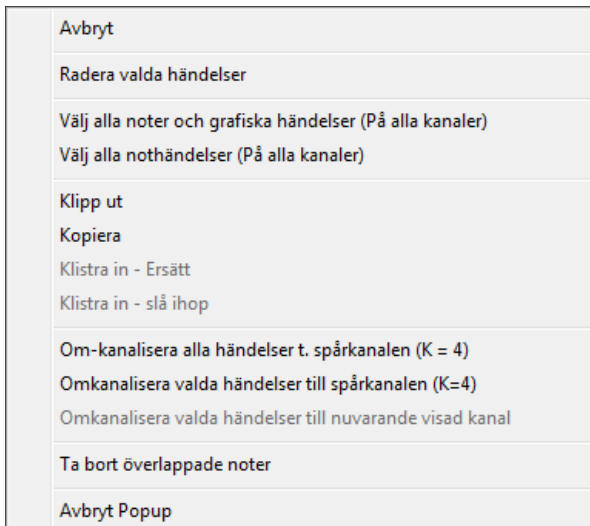 Avbryt
Radera valda händelser
Välj alla noter och grafiska händelser (På alla kanaler)
Välj alla nothändelser (På alla kanaler)
Klipp ut
Kopiera
Klistra in - Ersätt
Klistra in - slå ihop
Om-kanalisera alla händelser t. spårkanalen (K = 4)
Omkanalisera valda händelser till spårkanalen (K=4)
Omkanalisera valda händelser till nuvarande visad kanal
Ta bort överlappade noter
Avbryt Popup